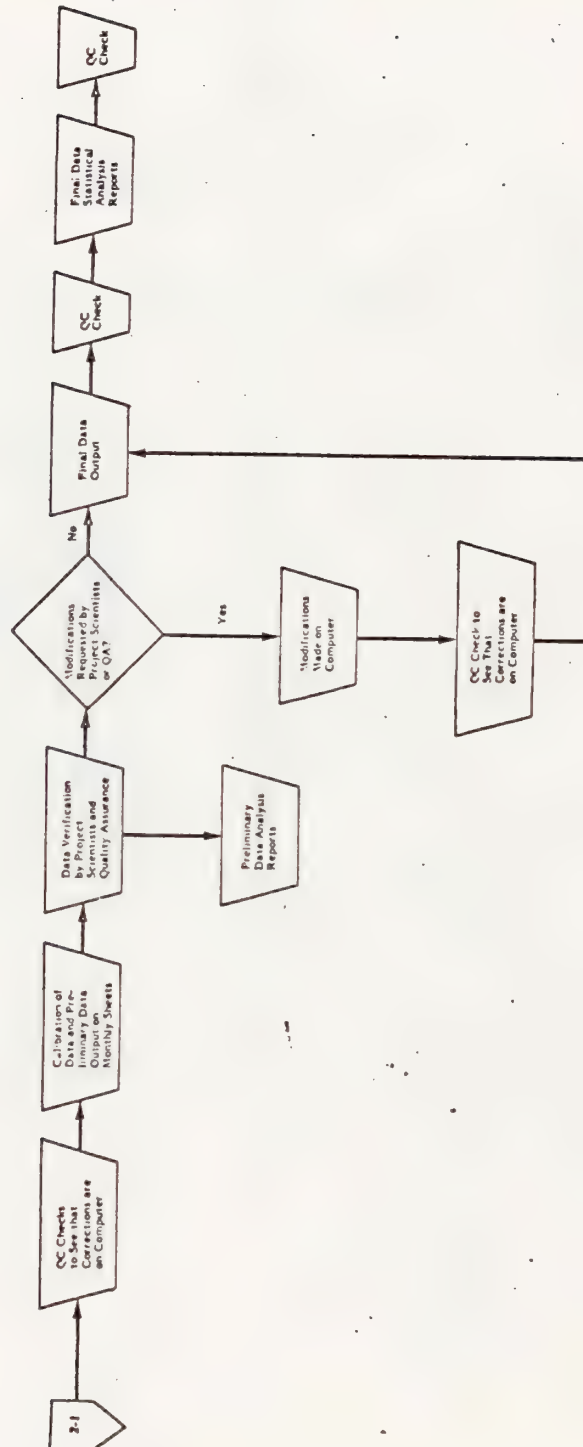 2-1
QC Checks
to See that
Corrections are
on Computer
Calibration of
Data and Pre-
liminary Data
Output on
Monthly Sheets
Data Verification
by Project
Scientists and
Quality Assurance
Preliminary
Data Analysis
Reports
Modifications
Requested by
Project Scientists
or QA?
No
Yes
Modifications
Made on
Computer
QC Check to
See That
Corrections are
on Computer
Final Data
Output
QC
Check
Final Data
Statistical
Analysis
Reports
QC
Check